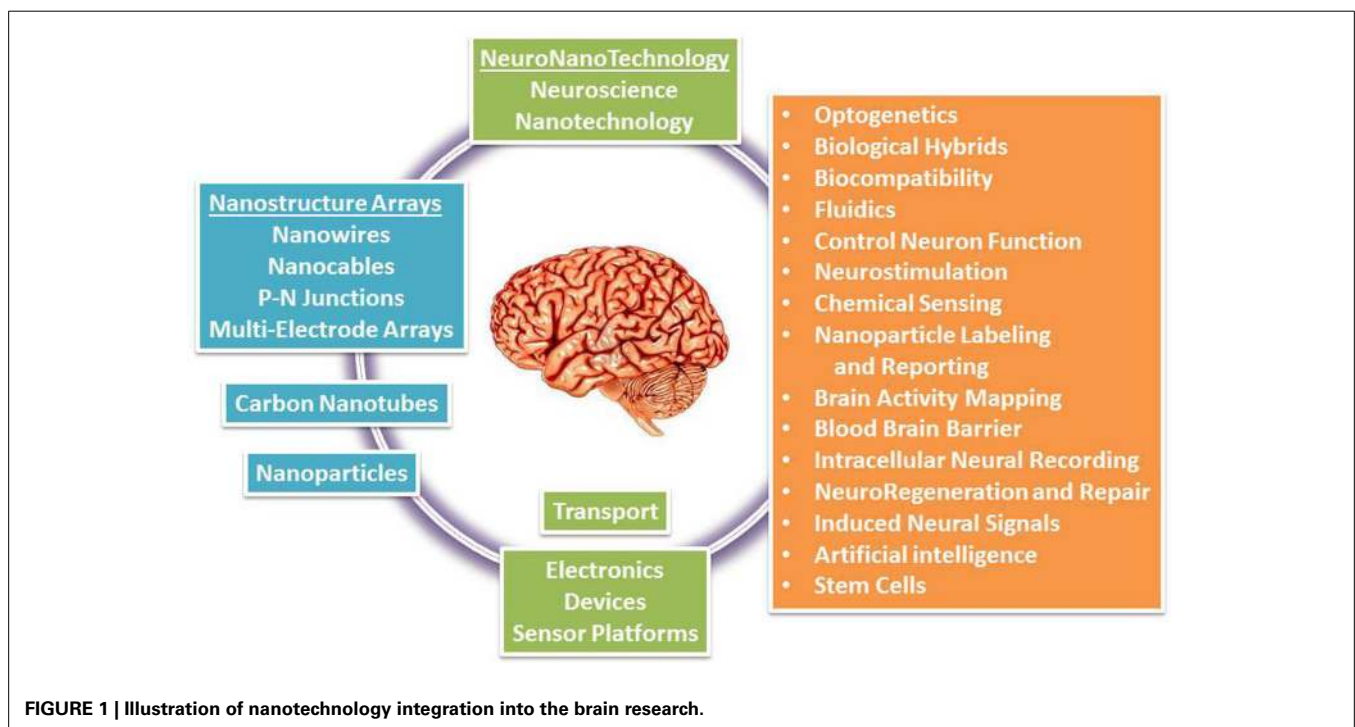 NeuroNanoTechnology
Neuroscience
Nanotechnology
Nanostructure Arrays
Nanowires
Nanocables
P-N Junctions
Multi-Electrode Arrays
Carbon Nanotubes
Nanoparticles
Transport
Electronics
Devices
Sensor Platforms
• Optogenetics
• Biological Hybrids
• Biocompatibility
• Fluidics
• Control Neuron Function
• Neurostimulation
• Chemical Sensing
• Nanoparticle Labeling
and Reporting
• Brain Activity Mapping
• Blood Brain Barrier
• Intracellular Neural Recording
• NeuroRegeneration and Repair
• Induced Neural Signals
• Artificial intelligence
• Stem Cells
FIGURE 1 | Illustration of nanotechnology integration into the brain research.